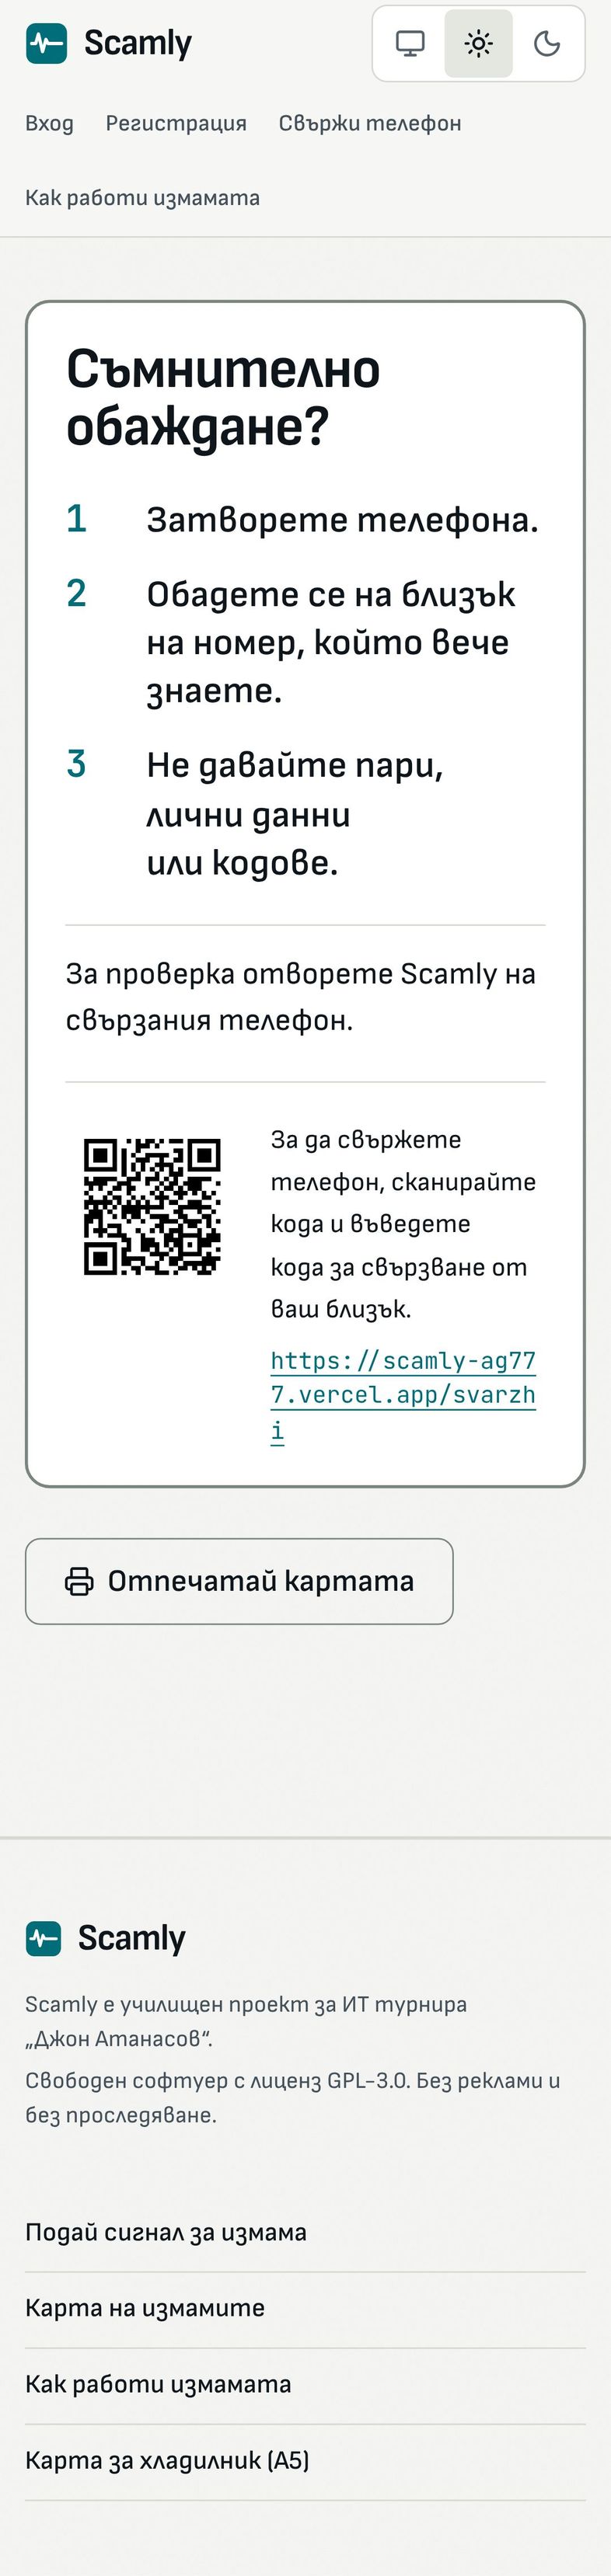 Scamly
Вход Регистрация Свържи телефон
Как работи измамата
Съмнително
обаждане?
1 Затворете телефона.
2 Обадете се на близък
на номер, който вече
знаете.
3 Не давайте пари,
лични данни
или кодове.
За проверка отворете Scamly на
свързания телефон.
За да свържете
телефон, сканирайте
кода и въведете
кода за свързване от
ваш близък.
https://scamly-ag77
7.vercel.app/svarzh
i
Отпечатай картата
Scamly
Scamly е училищен проект за ИТ турнира
„Джон Атанасов“.
Свободен софтуер с лиценз GPL-3.0. Без реклами и
без проследяване.
Подай сигнал за измама
Карта на измамите
Как работи измамата
Карта за хладилник (A5)